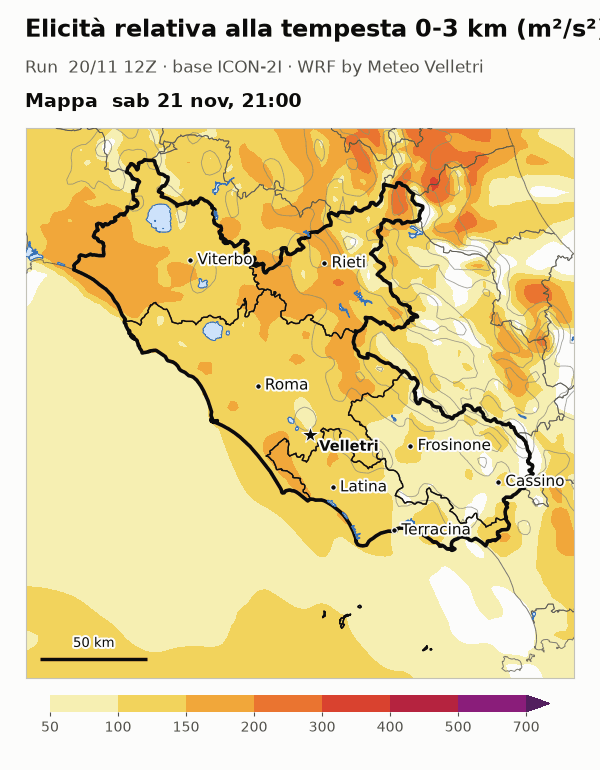 Elicità relativa alla tempesta 0-3 km (m²/s²)
Run 20/11 12Z · base ICON-2I · WRF by Meteo Velletri
Mappa sab 21 nov, 21:00
Viterbo
Rieti
Roma
Velletri
Frosinone
Latina
Cassino
Terracina
50 km
50 100 150 200 300 400 500 700